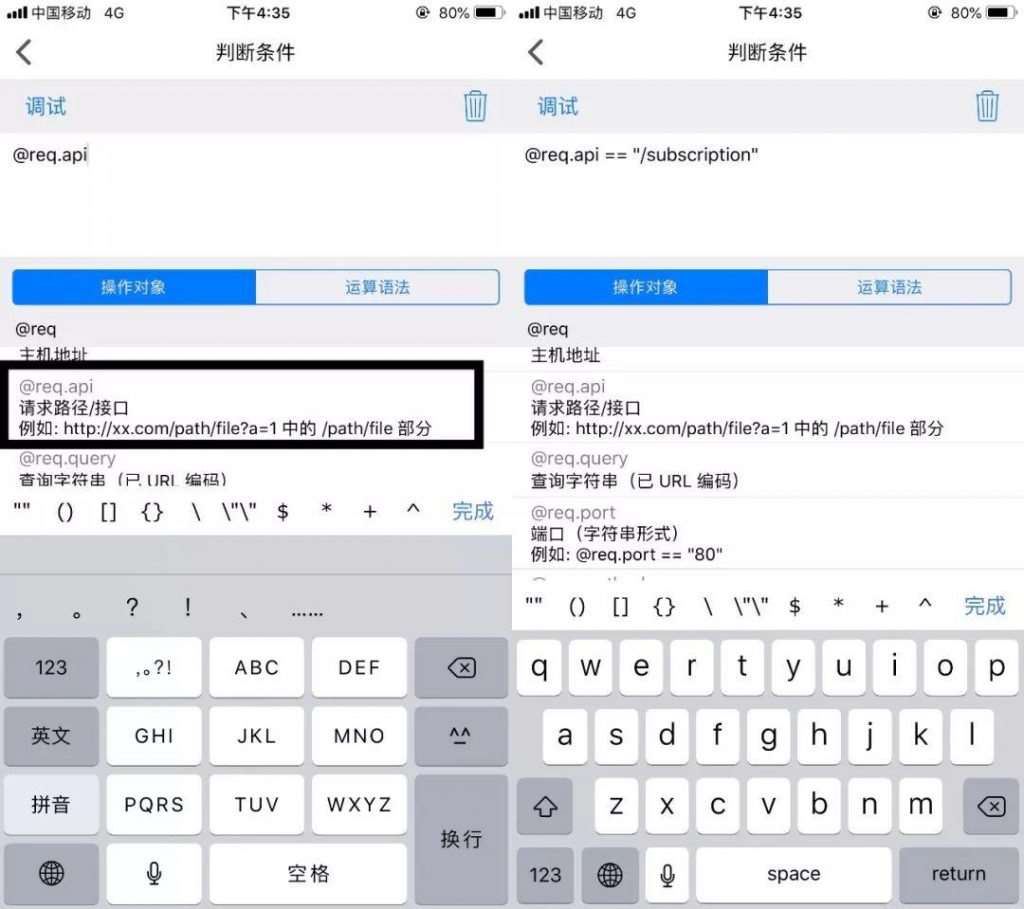 中国移动 4G 下午4:35 80%
判断条件
调试
@req.api
操作对象 运算语法
@req
主机地址
@req.api
请求路径/接口
例如: http://xx.com/path/file?a=1 中的 /path/file 部分
@req.query
查询字符串（已 URL 编码）
"" () [] {} \ \"\" $ * + ^ 完成
， 。 ？ ！ 、 ……
123 ,。?! ABC DEF
英文 GHI JKL MNO ^^
拼音 PQRS TUV WXYZ 换行
空格
中国移动 4G 下午4:35 80%
判断条件
调试
@req.api == "/subscription"
操作对象 运算语法
@req
主机地址
@req.api
请求路径/接口
例如: http://xx.com/path/file?a=1 中的 /path/file 部分
@req.query
查询字符串（已 URL 编码）
@req.port
端口（字符串形式）
例如: @req.port == "80"
"" () [] {} \ \"\" $ * + ^ 完成
q w e r t y u i o p
a s d f g h j k l
z x c v b n m
123 space return